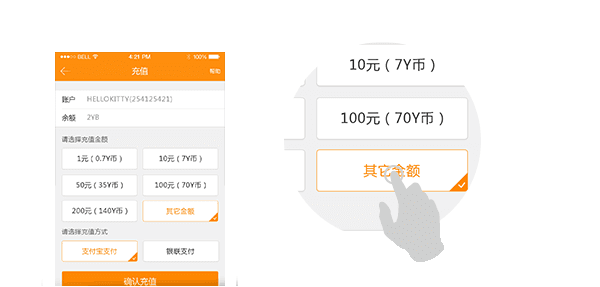 ●●●○○ BELL 4:21 PM 100%
充值 帮助
账户 HELLOKITTY(254125421)
余额 2YB
请选择充值金额
1元（0.7Y币） 10元（7Y币）
50元（35Y币） 100元（70Y币）
200元（140Y币） 其它金额
请选择充值方式
支付宝支付 银联支付
确认充值
10元（7Y币）
100元（70Y币）
其它金额